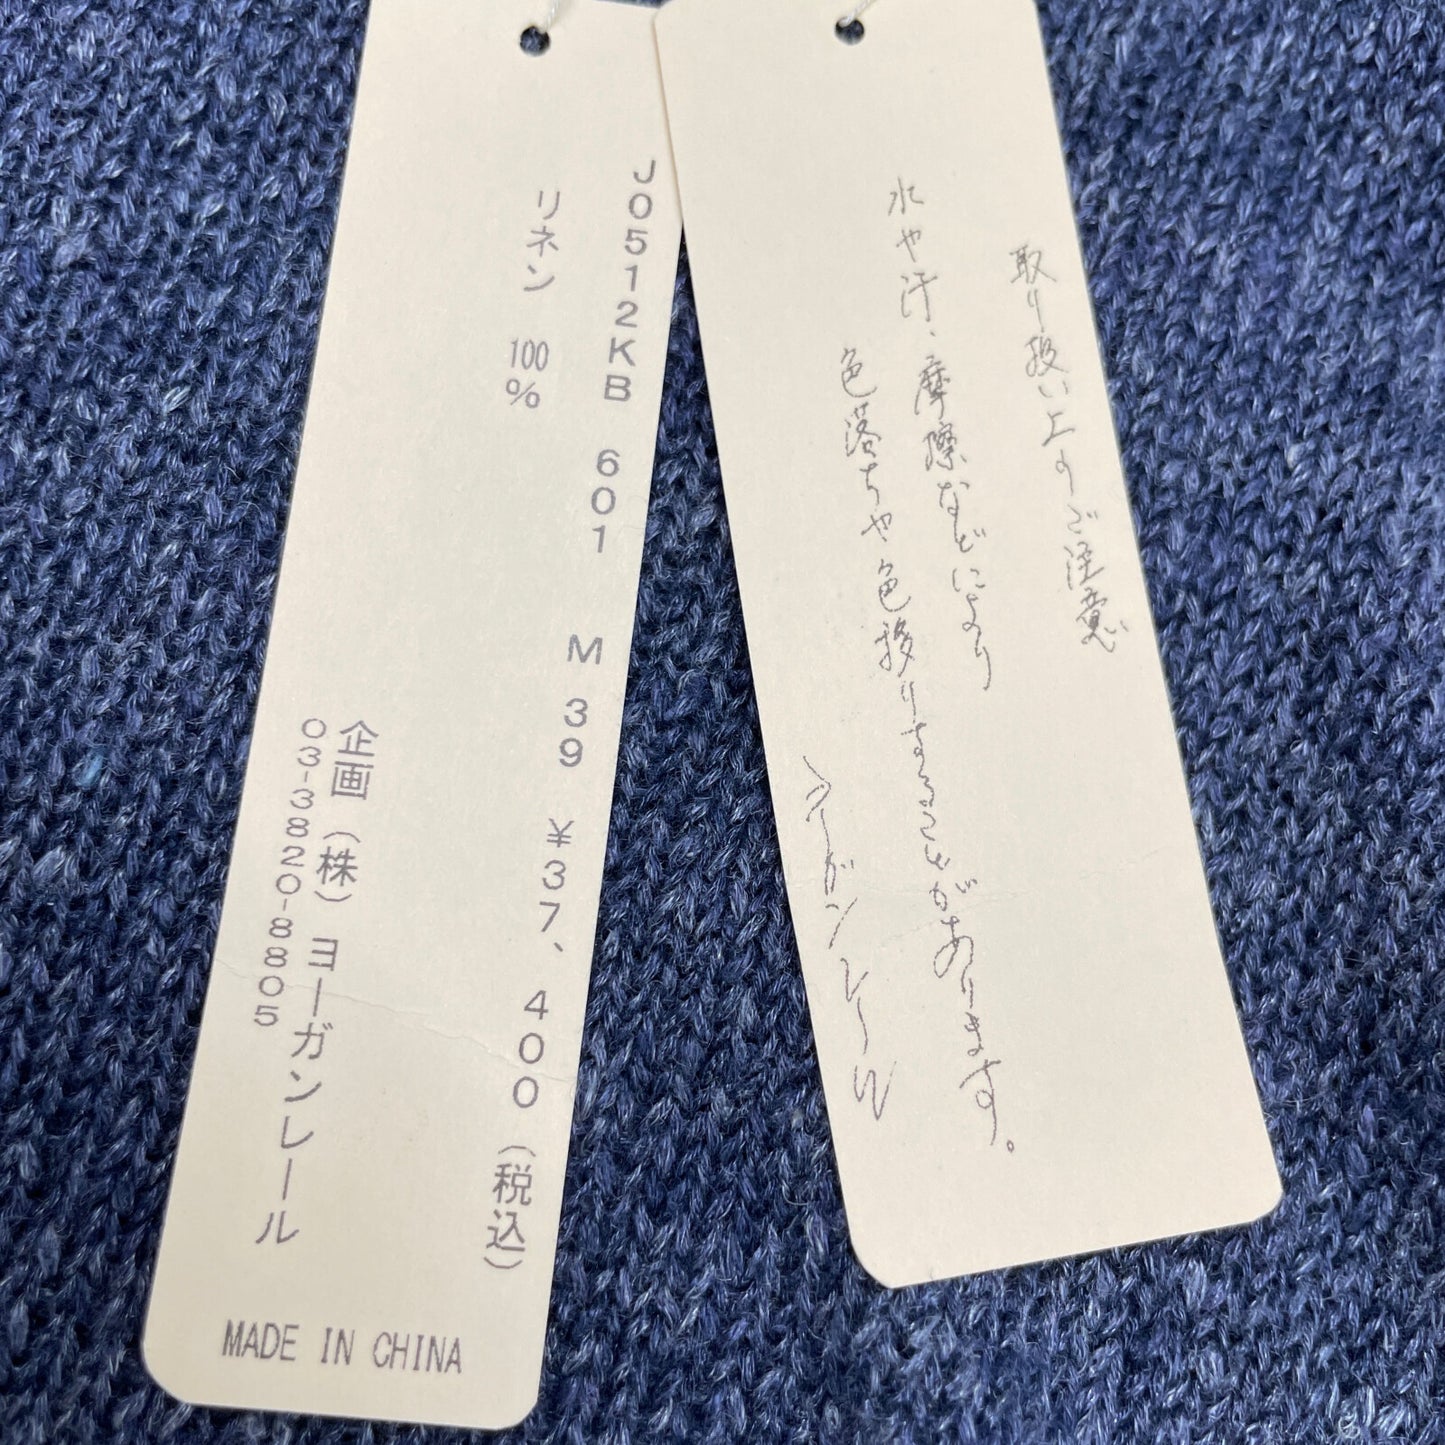 J0512KB 601 M 39 ¥37、400(税込)
リネン 100%
企画(株)ヨーガンレール
03-3820-8805
MADE IN CHINA
取り扱い上のご注意
水や汗、摩擦などにより
色落ちや色移りすることがあります。
ヨーガンレール